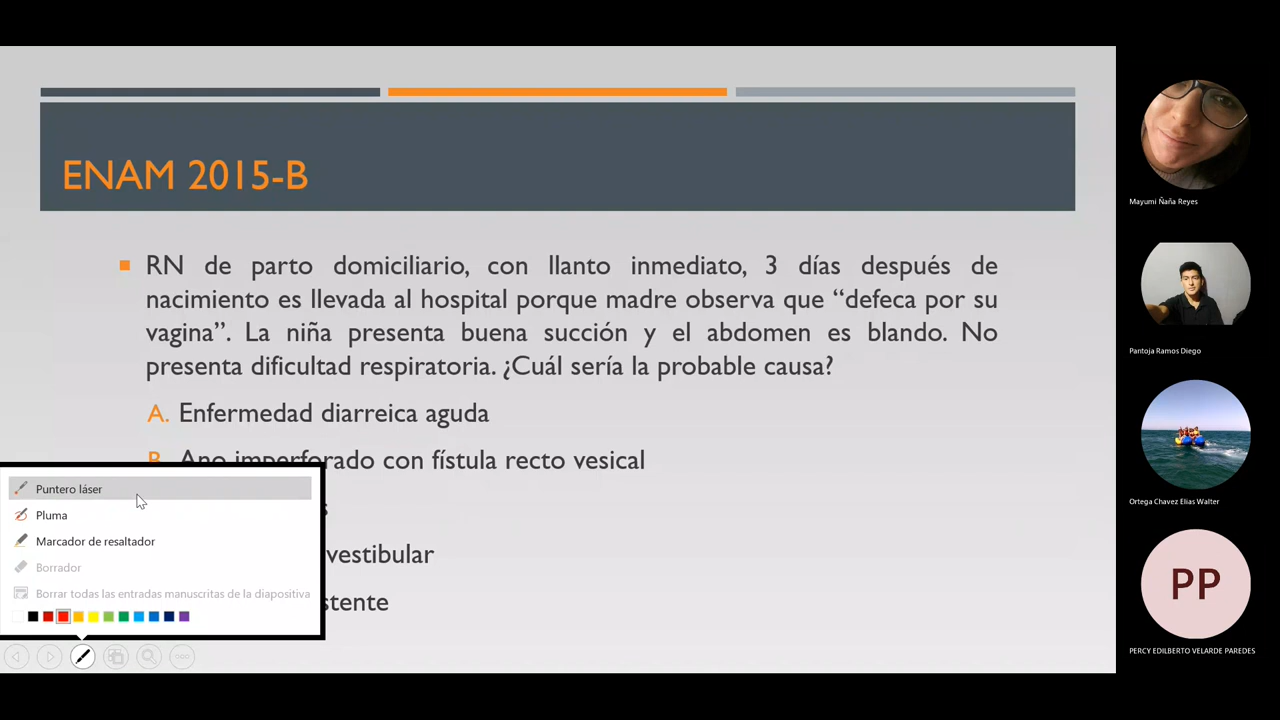 ENAM 2015-B
RN de parto domiciliario, con llanto inmediato, 3 días después de
nacimiento es llevada al hospital porque madre observa que “defeca por su
vagina”. La niña presenta buena succión y el abdomen es blando. No
presenta dificultad respiratoria. ¿Cuál sería la probable causa?
A. Enfermedad diarreica aguda
B. Ano imperforado con fístula recto vesical
vestibular
Puntero láser
Pluma
Marcador de resaltador
Borrador
Borrar todas las entradas manuscritas de la diapositiva
Mayumi Ñaña Reyes
Pantoja Ramos Diego
Ortega Chavez Elias Walter
PP
PERCY EDILBERTO VELARDE PAREDES